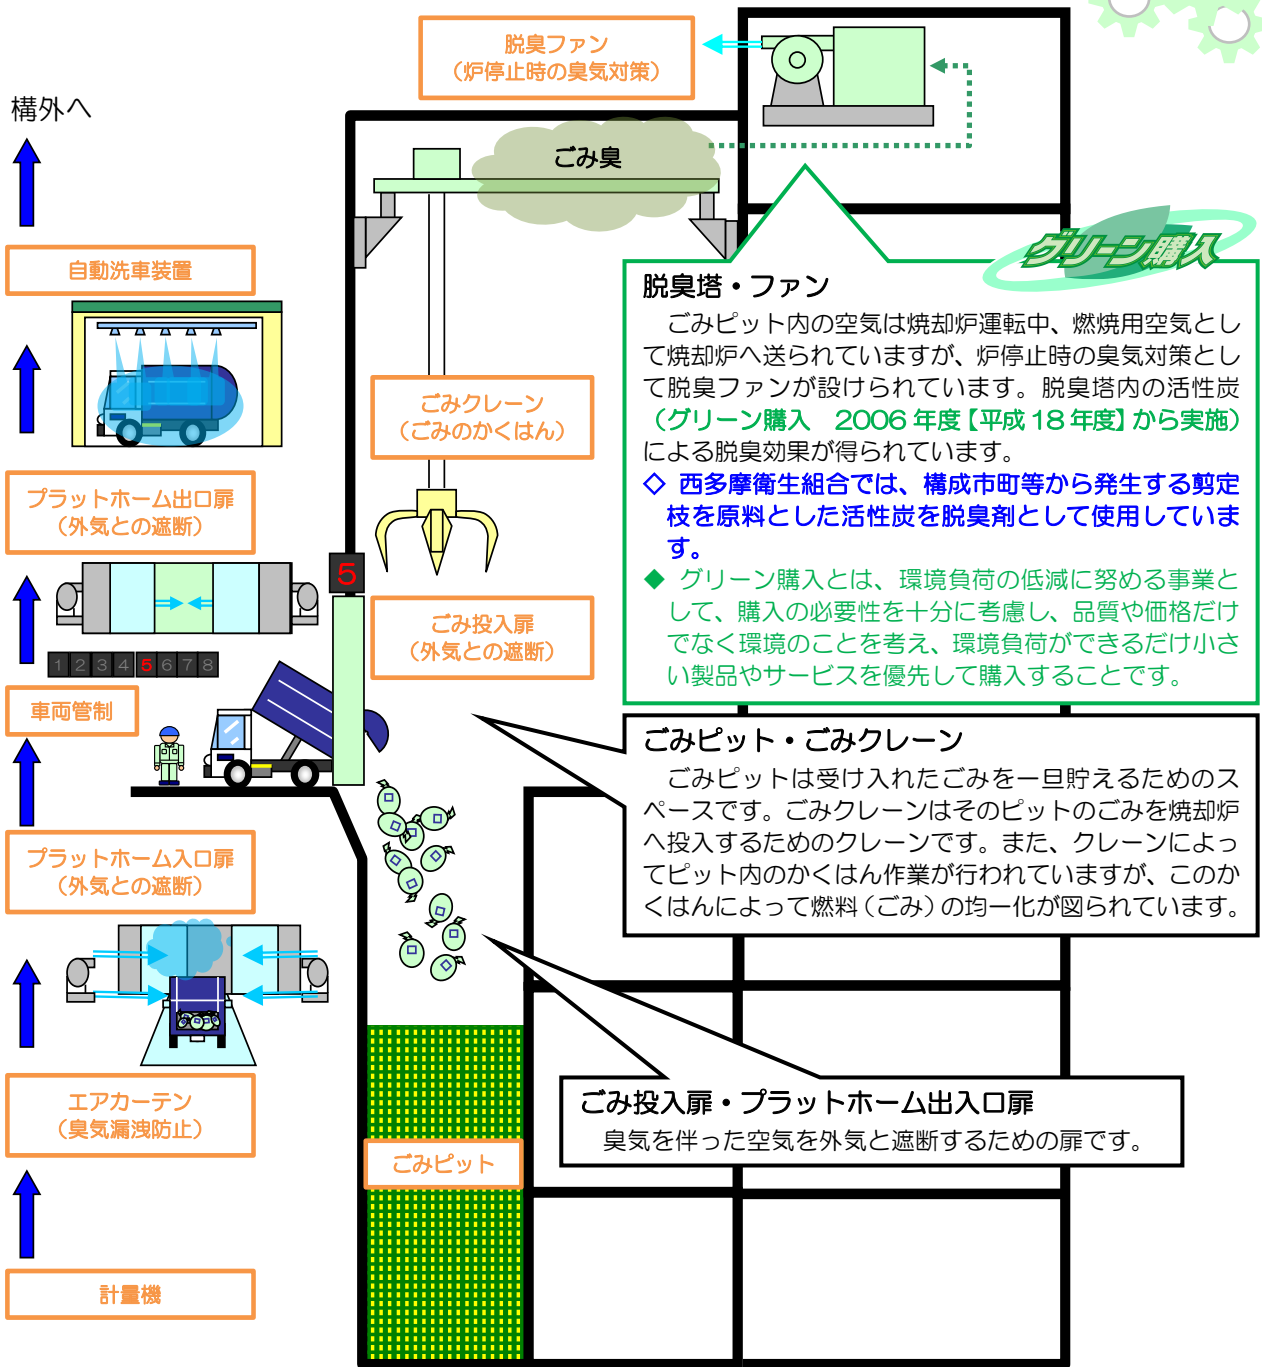 脱臭ファン
（炉停止時の臭気対策）
構外へ
ごみ臭
自動洗車装置
グリーン購入
脱臭塔・ファン
ごみピット内の空気は焼却炉運転中、燃焼用空気とし
て焼却炉へ送られていますが、炉停止時の臭気対策とし
て脱臭ファンが設けられています。脱臭塔内の活性炭
（グリーン購入　2006 年度【平成 18 年度】から実施）
による脱臭効果が得られています。
◇ 西多摩衛生組合では、構成市町等から発生する剪定
枝を原料とした活性炭を脱臭剤として使用していま
す。
◆ グリーン購入とは、環境負荷の低減に努める事業と
して、購入の必要性を十分に考慮し、品質や価格だけ
でなく環境のことを考え、環境負荷ができるだけ小さ
い製品やサービスを優先して購入することです。
ごみクレーン
（ごみのかくはん）
プラットホーム出口扉
（外気との遮断）
5
ごみ投入扉
（外気との遮断）
1 2 3 4 5 6 7 8
車両管制
ごみピット・ごみクレーン
ごみピットは受け入れたごみを一旦貯えるためのス
ペースです。ごみクレーンはそのピットのごみを焼却炉
へ投入するためのクレーンです。また、クレーンによっ
てピット内のかくはん作業が行われていますが、このか
くはんによって燃料（ごみ）の均一化が図られています。
プラットホーム入口扉
（外気との遮断）
エアカーテン
（臭気漏洩防止）
ごみ投入扉・プラットホーム出入口扉
臭気を伴った空気を外気と遮断するための扉です。
ごみピット
計量機